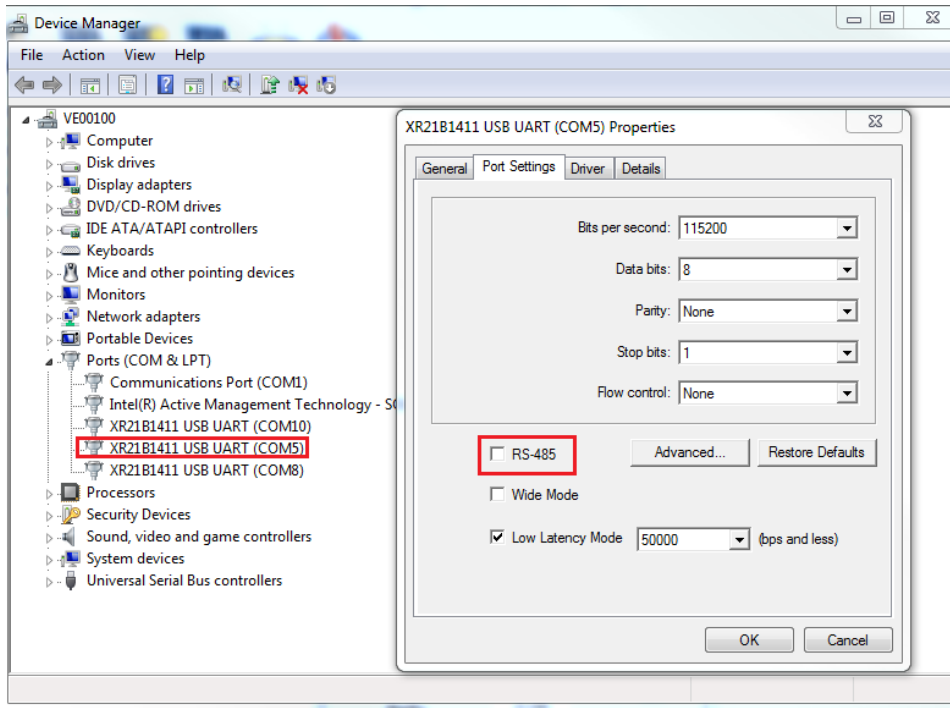 Device Manager
File Action View Help
VE00100
Computer
Disk drives
Display adapters
DVD/CD-ROM drives
IDE ATA/ATAPI controllers
Keyboards
Mice and other pointing devices
Monitors
Network adapters
Portable Devices
Ports (COM & LPT)
Communications Port (COM1)
Intel(R) Active Management Technology - SO
XR21B1411 USB UART (COM10)
XR21B1411 USB UART (COM5)
XR21B1411 USB UART (COM8)
Processors
Security Devices
Sound, video and game controllers
System devices
Universal Serial Bus controllers
XR21B1411 USB UART (COM5) Properties
General Port Settings Driver Details
Bits per second: 115200
Data bits: 8
Parity: None
Stop bits: 1
Flow control: None
RS-485 Advanced... Restore Defaults
Wide Mode
Low Latency Mode 50000 (bps and less)
OK Cancel